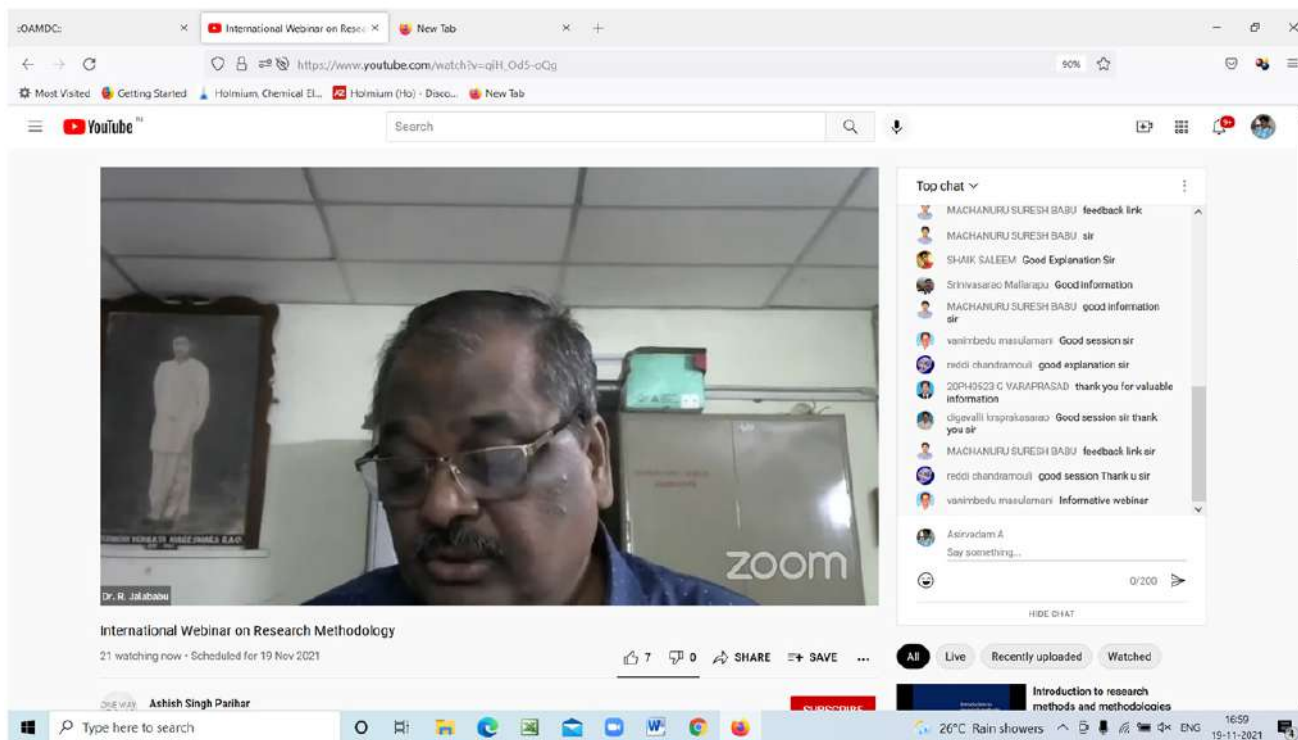 :OAMDC:
International Webinar on Resea
New Tab
https://www.youtube.com/watch?v=qiH_Od5-oQg
90%
Most Visited
Getting Started
Holmium, Chemical El...
Holmium (Ho) - Disco...
New Tab
YouTube IN
Search
9+
Top chat
MACHANURU SURESH BABU feedback link
MACHANURU SURESH BABU sir
SHAIK SALEEM Good Explanation Sir
Srinivasarao Mallarapu Good information
MACHANURU SURESH BABU good information
sir
vanimbedu masulamani Good session sir
reddi chandramouli good explanation sir
20PH0523 C VARAPRASAD thank you for valuable
information
digavalli krsprakasarao Good session sir thank
you sir
MACHANURU SURESH BABU feedback link sir
reddi chandramouli good session Thank u sir
vanimbedu masulamani Informative webinar
Asirvadam A
Say something...
0/200
HIDE CHAT
zoom
Dr. R. Jalababu
International Webinar on Research Methodology
21 watching now • Scheduled for 19 Nov 2021
7
0
SHARE
SAVE
...
All
Live
Recently uploaded
Watched
ONE WAY
Ashish Singh Parihar
SUBSCRIBE
Introduction to research
methods and methodologies
Type here to search
26°C Rain showers
ENG
16:59
19-11-2021
4